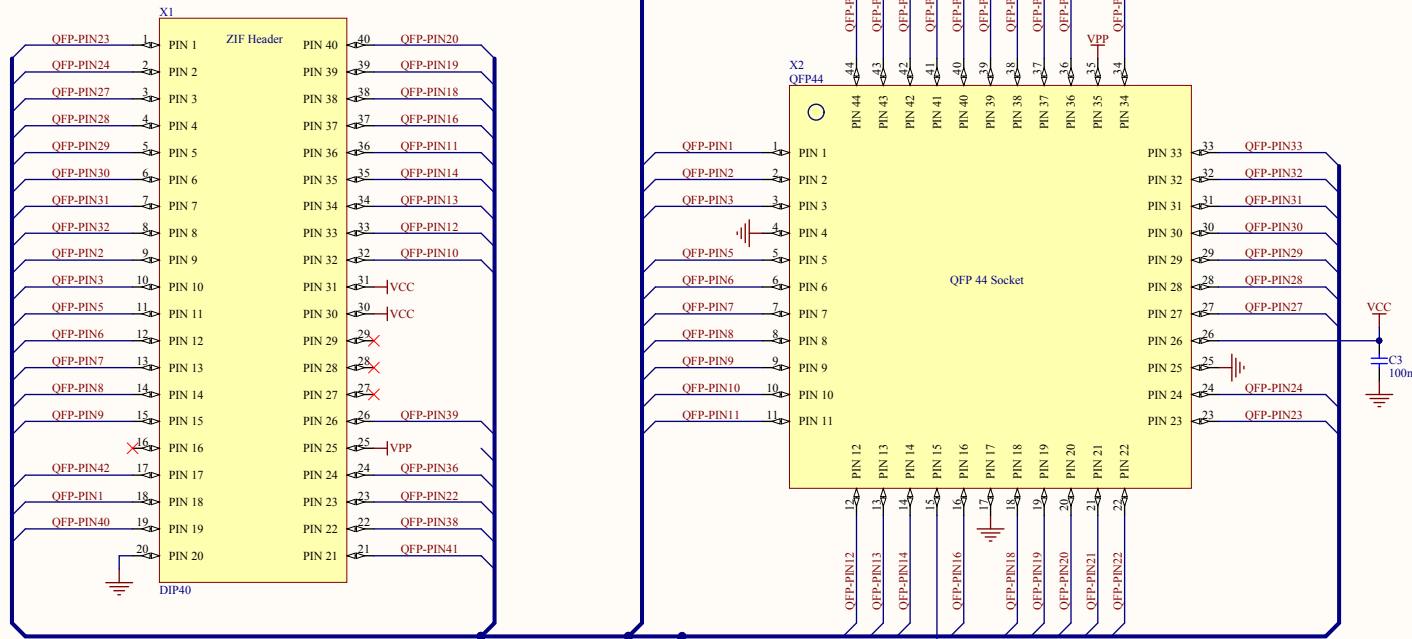 X1
ZIF Header
QFP-PIN23 1 PIN 1 PIN 40 40 QFP-PIN20
QFP-PIN24 2 PIN 2 PIN 39 39 QFP-PIN19
QFP-PIN27 3 PIN 3 PIN 38 38 QFP-PIN18
QFP-PIN28 4 PIN 4 PIN 37 37 QFP-PIN16
QFP-PIN29 5 PIN 5 PIN 36 36 QFP-PIN11
QFP-PIN30 6 PIN 6 PIN 35 35 QFP-PIN14
QFP-PIN31 7 PIN 7 PIN 34 34 QFP-PIN13
QFP-PIN32 8 PIN 8 PIN 33 33 QFP-PIN12
QFP-PIN2 9 PIN 9 PIN 32 32 QFP-PIN10
QFP-PIN3 10 PIN 10 PIN 31 31 VCC
QFP-PIN5 11 PIN 11 PIN 30 30 VCC
QFP-PIN6 12 PIN 12 PIN 29 29
QFP-PIN7 13 PIN 13 PIN 28 28
QFP-PIN8 14 PIN 14 PIN 27 27
QFP-PIN9 15 PIN 15 PIN 26 26 QFP-PIN39
16 PIN 16 PIN 25 25 VPP
QFP-PIN42 17 PIN 17 PIN 24 24 QFP-PIN36
QFP-PIN1 18 PIN 18 PIN 23 23 QFP-PIN22
QFP-PIN40 19 PIN 19 PIN 22 22 QFP-PIN38
20 PIN 20 PIN 21 21 QFP-PIN41
DIP40
VPP
44 43 42 41 40 39 38 37 36 35 34
X2
QFP44
PIN 44 PIN 43 PIN 42 PIN 41 PIN 40 PIN 39 PIN 38 PIN 37 PIN 36 PIN 35 PIN 34
QFP-PIN1 1 PIN 1 PIN 33 33 QFP-PIN33
QFP-PIN2 2 PIN 2 PIN 32 32 QFP-PIN32
QFP-PIN3 3 PIN 3 PIN 31 31 QFP-PIN31
4 PIN 4 PIN 30 30 QFP-PIN30
QFP-PIN5 5 PIN 5 PIN 29 29 QFP-PIN29
QFP-PIN6 6 PIN 6 PIN 28 28 QFP-PIN28
QFP 44 Socket
QFP-PIN7 7 PIN 7 PIN 27 27 QFP-PIN27
VCC
QFP-PIN8 8 PIN 8 PIN 26 26
QFP-PIN9 9 PIN 9 PIN 25 25
C3
100n
QFP-PIN10 10 PIN 10 PIN 24 24 QFP-PIN24
QFP-PIN11 11 PIN 11 PIN 23 23 QFP-PIN23
PIN 12 PIN 13 PIN 14 PIN 15 PIN 16 PIN 17 PIN 18 PIN 19 PIN 20 PIN 21 PIN 22
12 13 14 15 16 17 18 19 20 21 22
QFP-PIN12 QFP-PIN13 QFP-PIN14 QFP-PIN16 QFP-PIN18 QFP-PIN19 QFP-PIN20 QFP-PIN21 QFP-PIN22